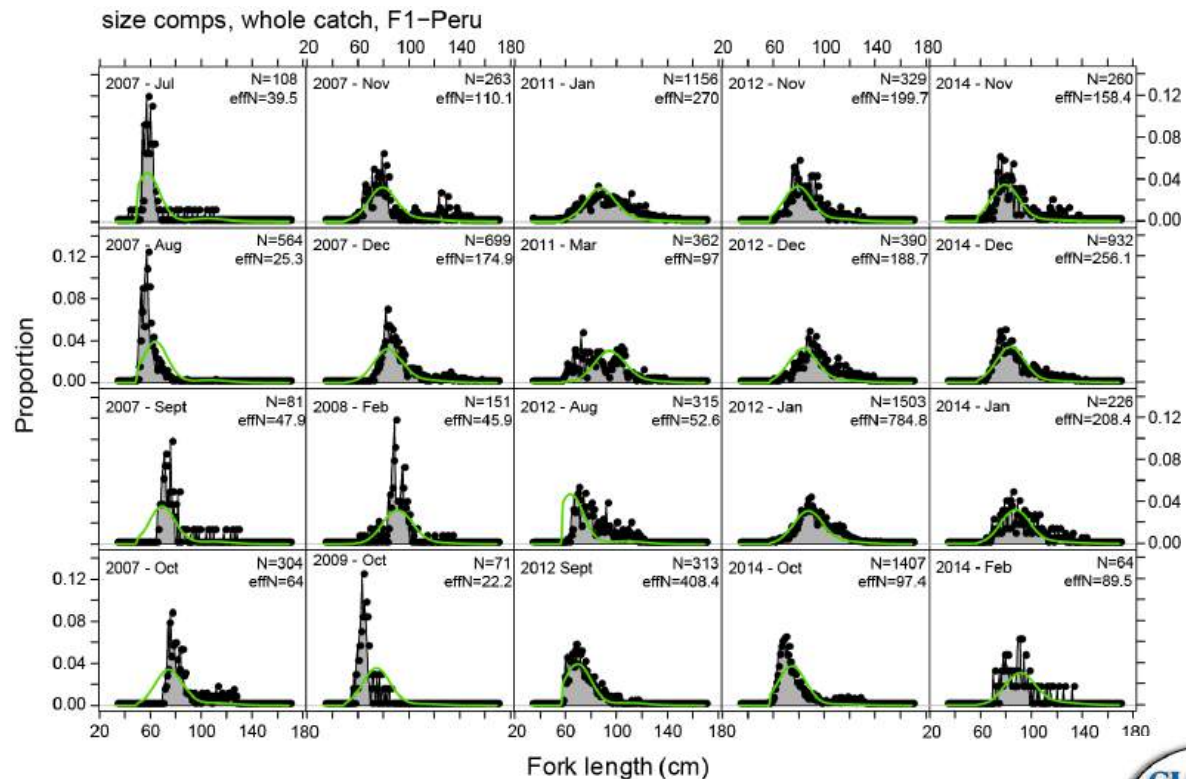 size comps, whole catch, F1−Peru
20 60 100 140 180 20 60 100 140 180
2007 - Jul N=108
effN=39.5
2007 - Nov N=263
effN=110.1
2011 - Jan N=1156
effN=270
2012 - Nov N=329
effN=199.7
2014 - Nov N=260
effN=158.4
0.12
0.08
0.04
0.00
2007 - Aug N=564
effN=25.3
2007 - Dec N=699
effN=174.9
2011 - Mar N=362
effN=97
2012 - Dec N=390
effN=188.7
2014 - Dec N=932
effN=256.1
0.12
0.08
0.04
0.00
2007 - Sept N=81
effN=47.9
2008 - Feb N=151
effN=45.9
2012 - Aug N=315
effN=52.6
2012 - Jan N=1503
effN=784.8
2014 - Jan N=226
effN=208.4
0.12
0.08
0.04
0.00
2007 - Oct N=304
effN=64
2009 - Oct N=71
effN=22.2
2012 Sept N=313
effN=408.4
2014 - Oct N=1407
effN=97.4
2014 - Feb N=64
effN=89.5
0.12
0.08
0.04
0.00
20 60 100 140 180 20 60 100 140 180 20 60 100 140 180
Proportion
Fork length (cm)